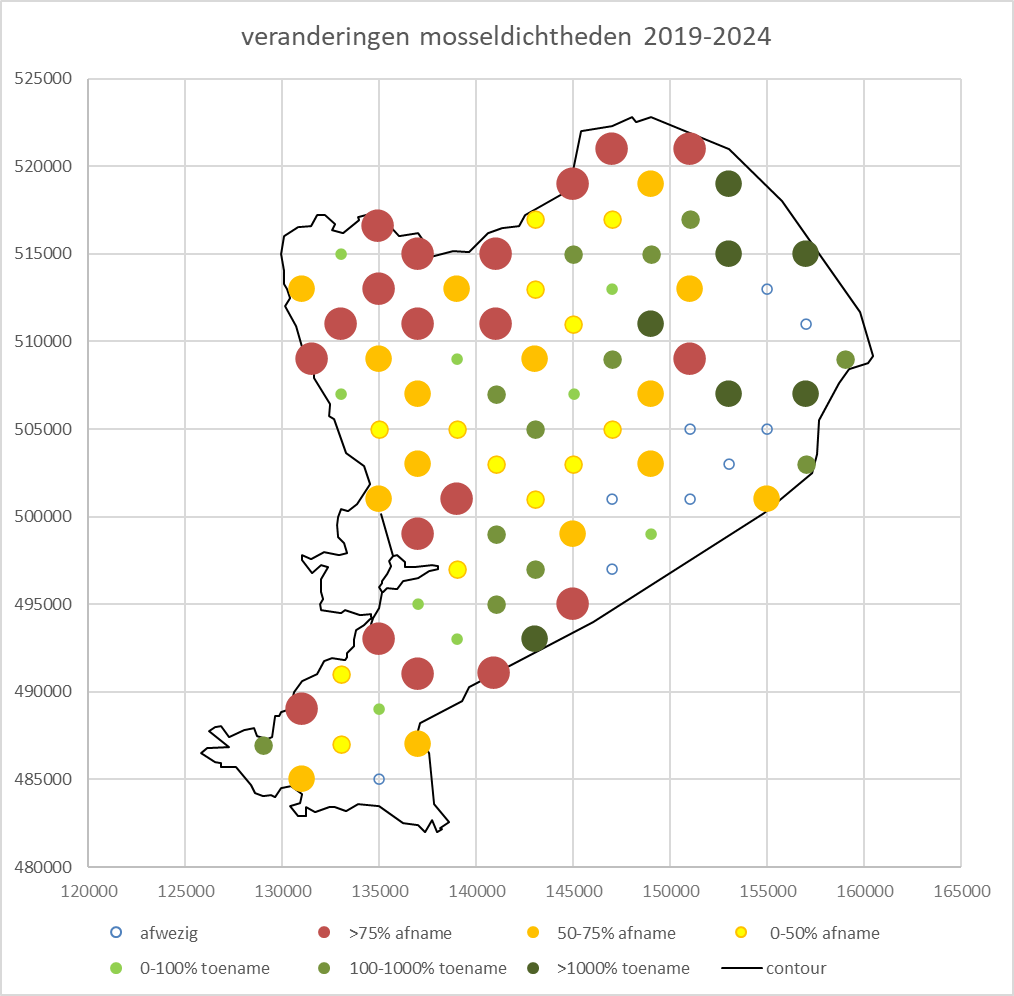 veranderingen mosseldichtheden 2019-2024
525000
520000
515000
510000
505000
500000
495000
490000
485000
480000
120000 125000 130000 135000 140000 145000 150000 155000 160000 165000
afwezig >75% afname 50-75% afname 0-50% afname
0-100% toename 100-1000% toename >1000% toename contour